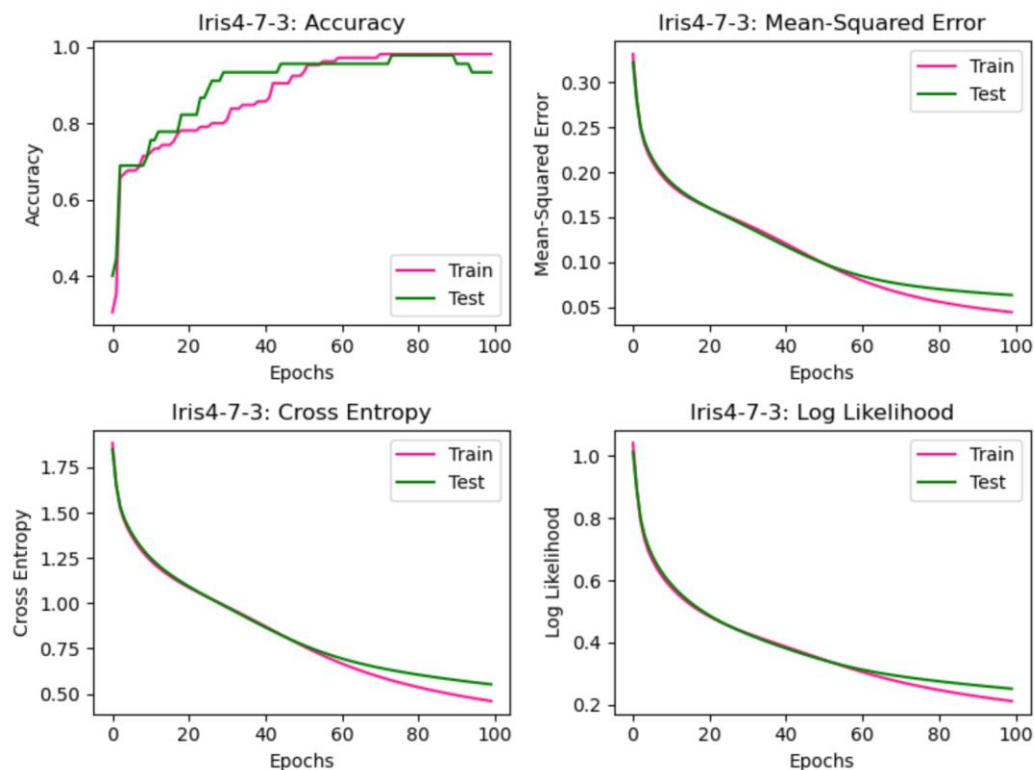 Iris4-7-3: Accuracy
1.0
0.8
0.6
0.4
Accuracy
Train
Test
0 20 40 60 80 100
Epochs
Iris4-7-3: Mean-Squared Error
0.30
0.25
0.20
0.15
0.10
0.05
Mean-Squared Error
Train
Test
0 20 40 60 80 100
Epochs
Iris4-7-3: Cross Entropy
1.75
1.50
1.25
1.00
0.75
0.50
Cross Entropy
Train
Test
0 20 40 60 80 100
Epochs
Iris4-7-3: Log Likelihood
1.0
0.8
0.6
0.4
0.2
Log Likelihood
Train
Test
0 20 40 60 80 100
Epochs